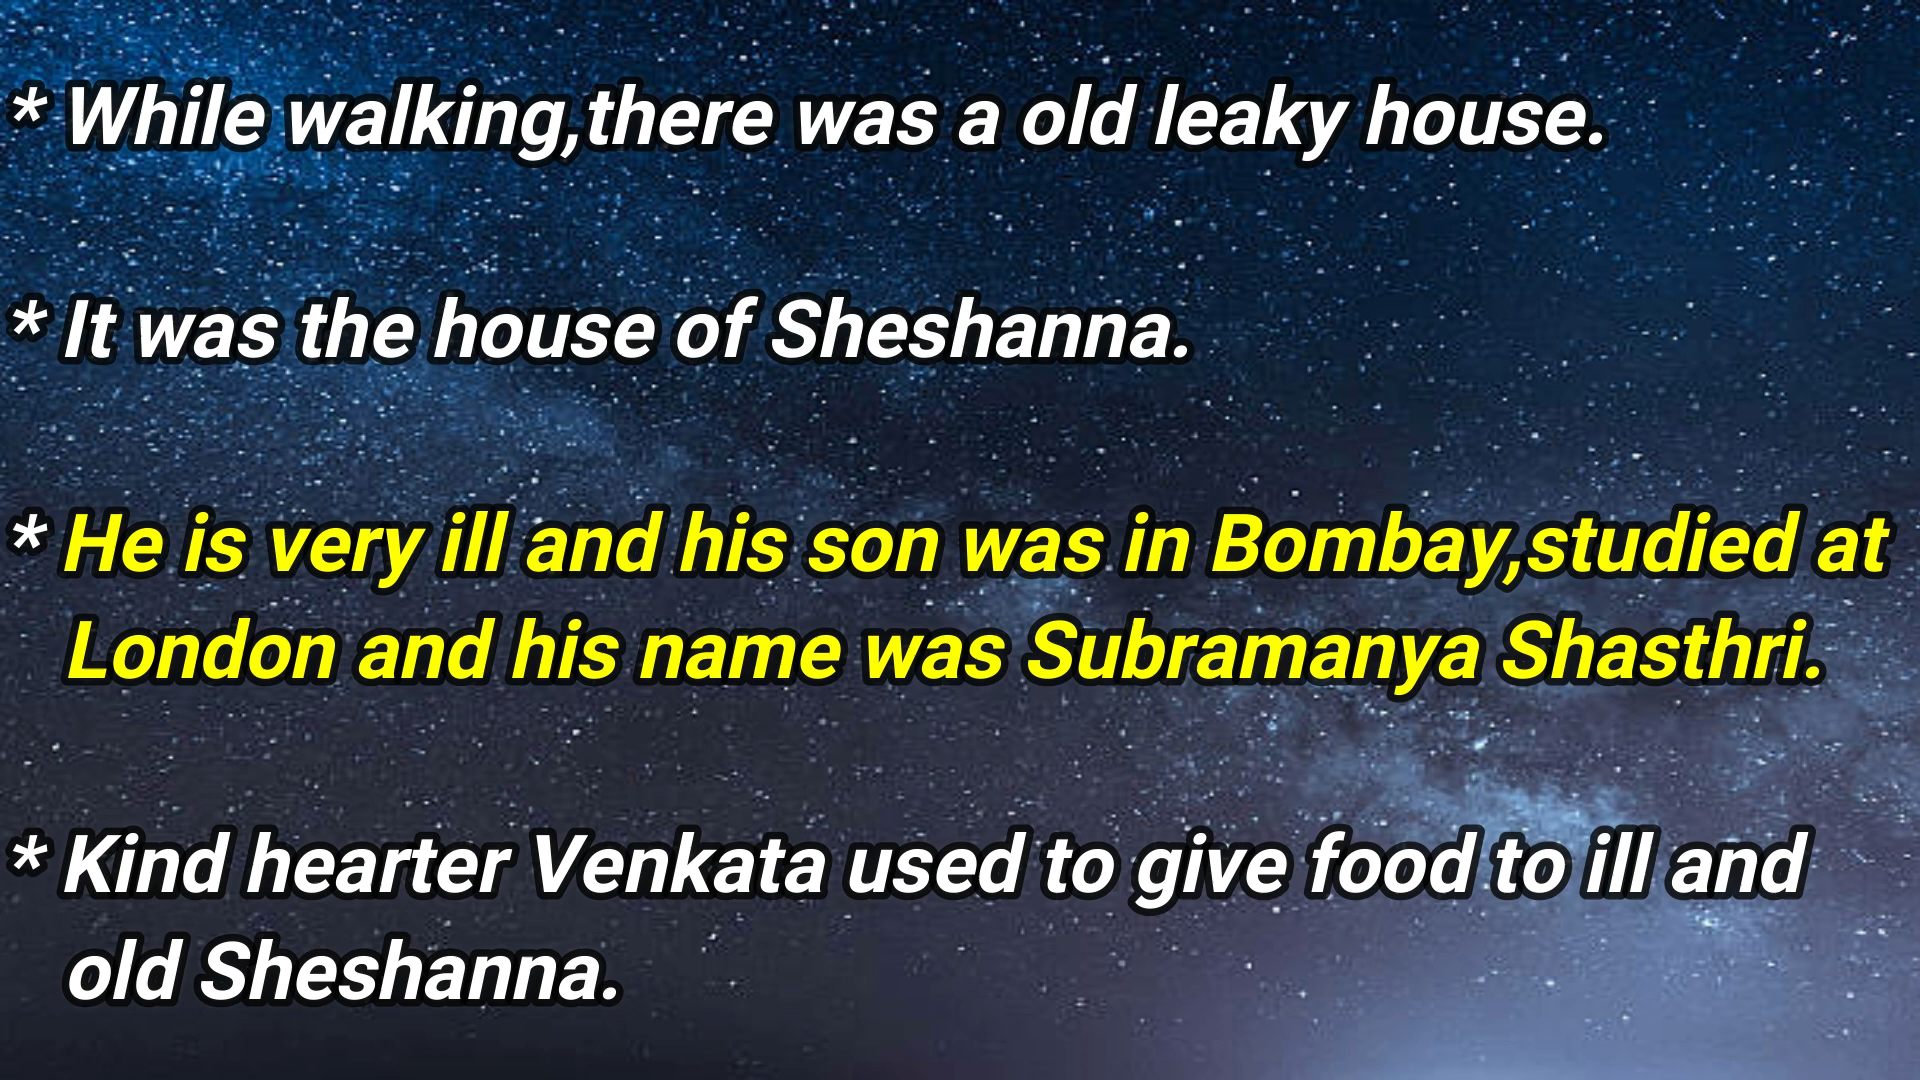 * While walking,there was a old leaky house.
* It was the house of Sheshanna.
* He is very ill and his son was in Bombay,studied at
London and his name was Subramanya Shasthri.
* Kind hearter Venkata used to give food to ill and
old Sheshanna.